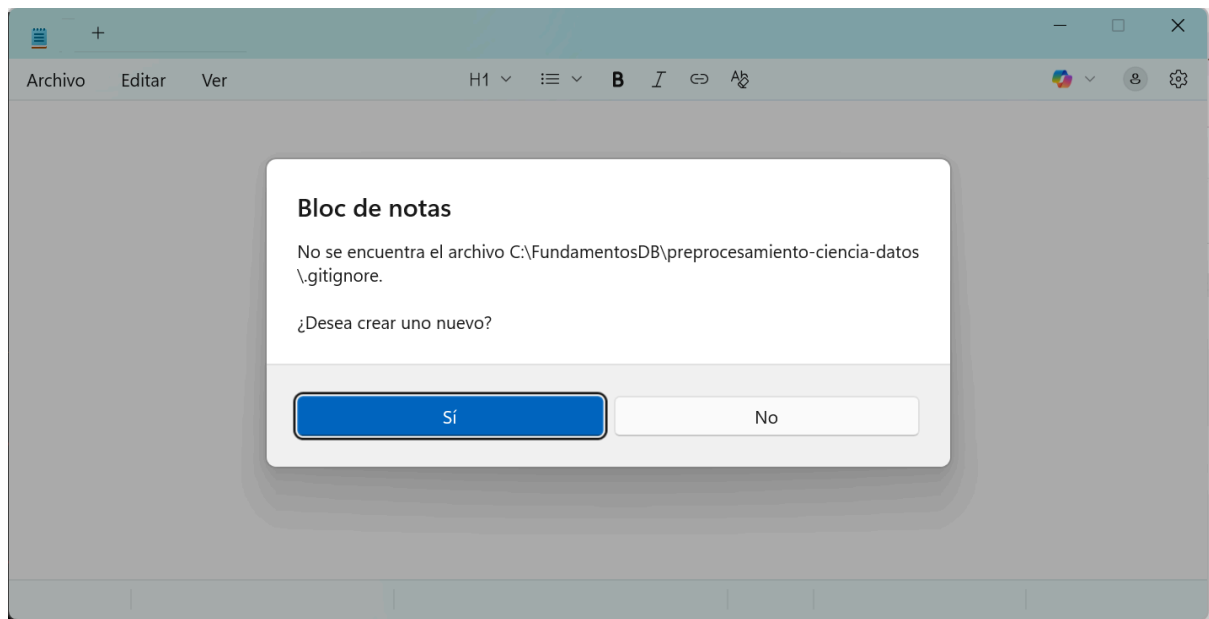 +
Archivo Editar Ver H1 B I Ab
Bloc de notas
No se encuentra el archivo C:\FundamentosDB\preprocesamiento-ciencia-datos
\.gitignore.
¿Desea crear uno nuevo?
Sí No